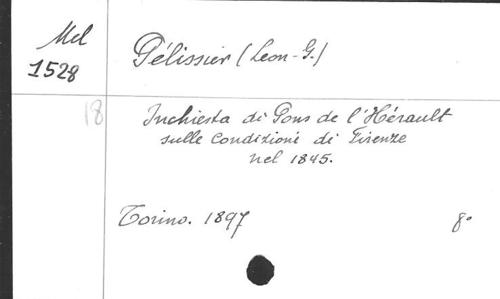 Mel
1528
Pélissier (Leon-G.)
18
Inchiesta di Pons de l'Hérault
sulle Condizioni di Firenze
nel 1845.
Torino. 1897
8°